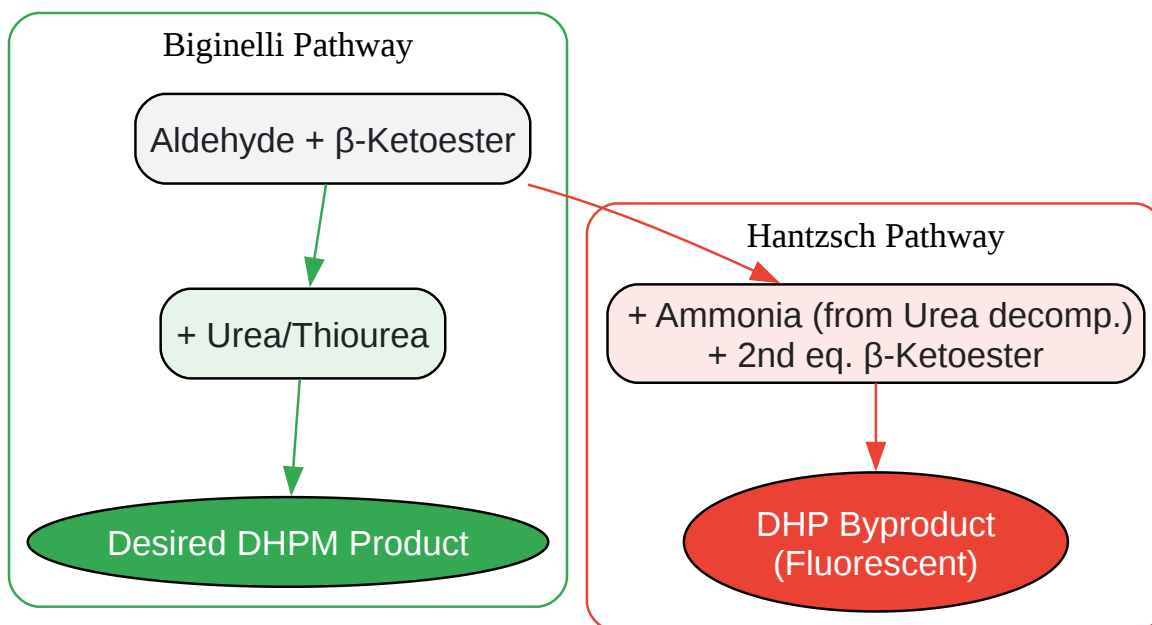 Biginelli Pathway
Aldehyde + β-Ketoester
+ Urea/Thiourea
Desired DHPM Product
Hantzsch Pathway
+ Ammonia (from Urea decomp.)
+ 2nd eq. β-Ketoester
DHP Byproduct
(Fluorescent)